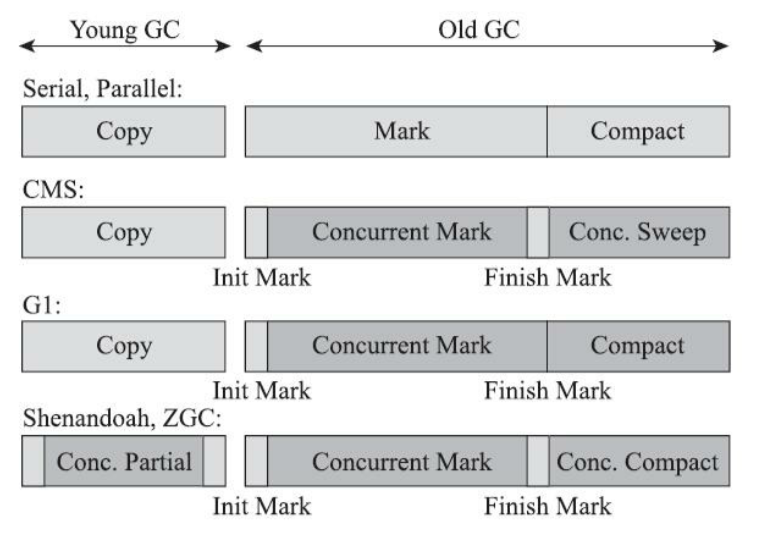 Young GC Old GC
Serial, Parallel:
Copy Mark Compact
CMS:
Copy Concurrent Mark Conc. Sweep
Init Mark Finish Mark
G1:
Copy Concurrent Mark Compact
Init Mark Finish Mark
Shenandoah, ZGC:
Conc. Partial Concurrent Mark Conc. Compact
Init Mark Finish Mark